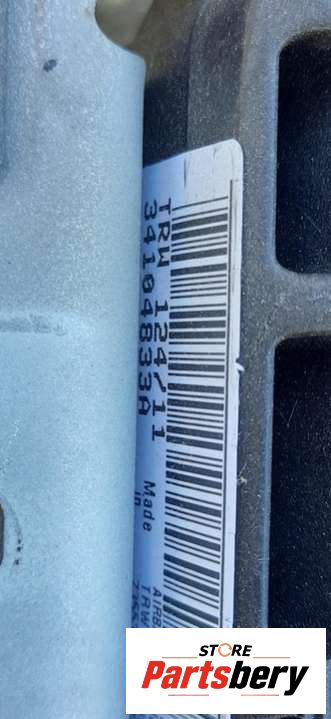 TRW 124/11
34104833A
Made
in
AIRB
TRW
STORE
Partsbery